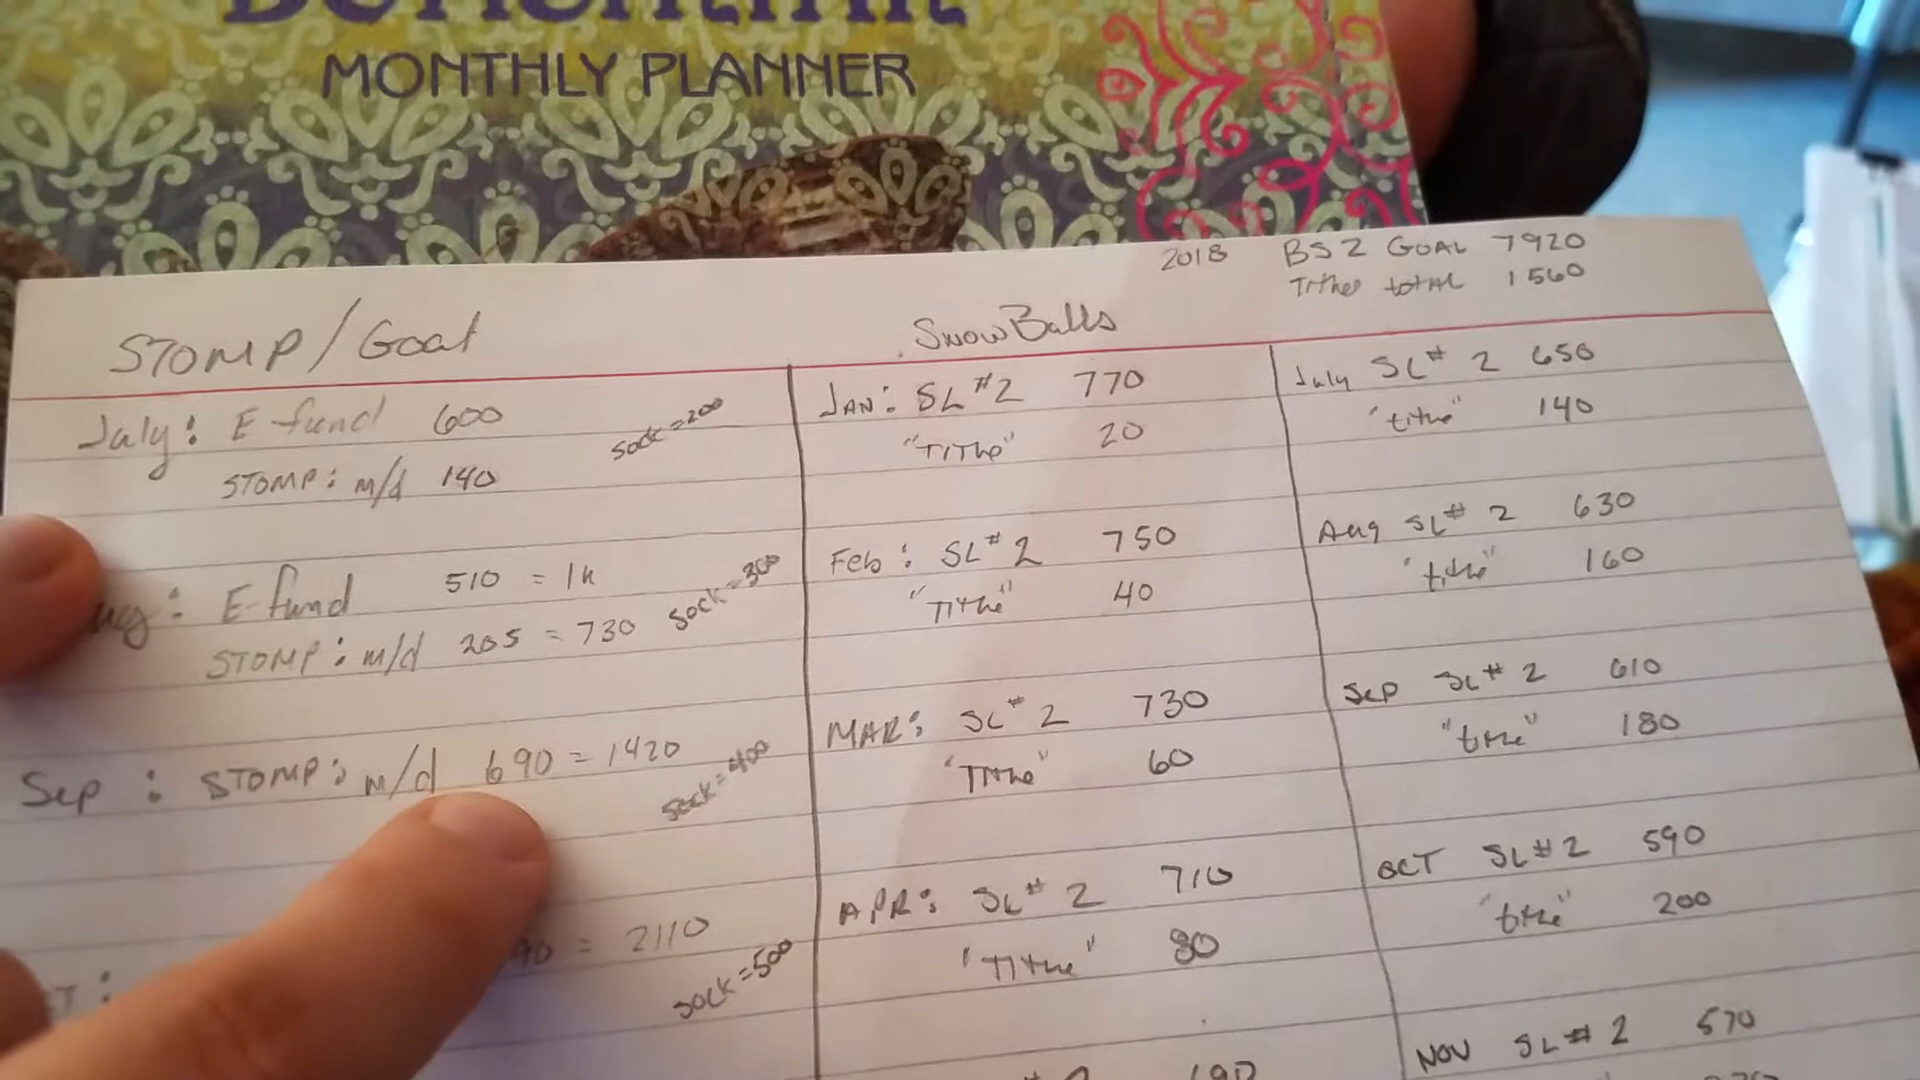 MONTHLY PLANNER
2018 BS2 GOAL 7920
Tithes total 1560
STOMP/Goal
SnowBalls
July: E-fund 600
sock=200
STOMP: m/d 140
E-fund 510 = 1k
sock=300
STOMP: m/d 205 = 730
Sep: STOMP: m/d 690 = 1420
sock=400
90 = 2110
sock=500
JAN: SL #2 770
"Tithe" 20
Feb: SL #2 750
"Tithe" 40
MAR: SL #2 730
"Tithe" 60
APR: SL # 2 710
"Tithe" 80
July SL # 2 650
"tithe" 140
Aug SL # 2 630
"tithe" 160
Sep SL # 2 610
"tithe" 180
OCT SL # 2 590
"tithe" 200
NOV SL # 2 570